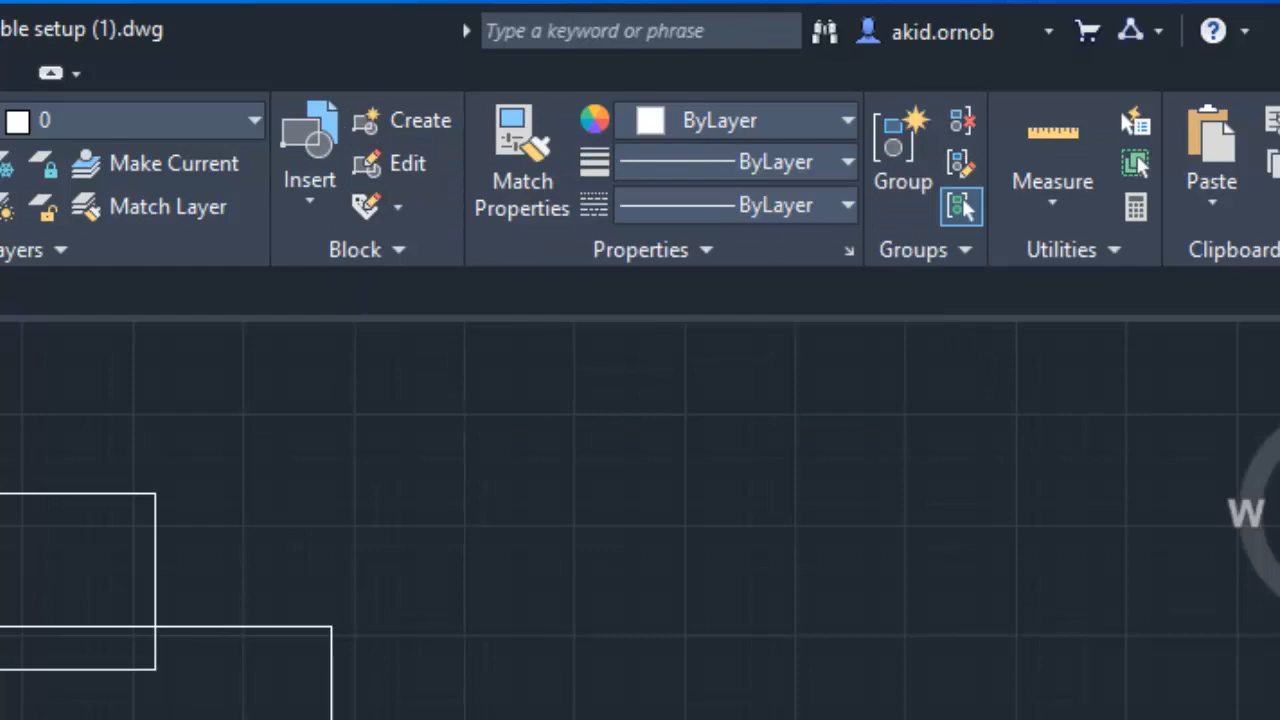 ble setup (1).dwg
Type a keyword or phrase
akid.ornob
?
0
Make Current
Match Layer
ayers
Insert
Create
Edit
Block
Match
Properties
ByLayer
ByLayer
ByLayer
Properties
Group
Groups
Measure
Utilities
Paste
Clipboard
W